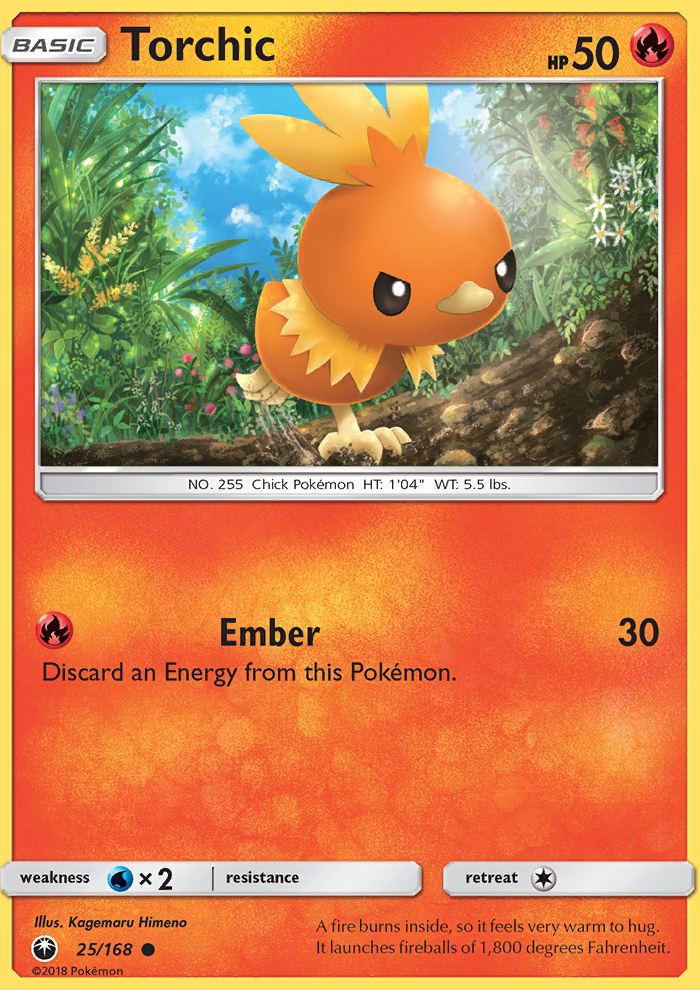 BASIC Torchic HP 50
NO. 255 Chick Pokémon HT: 1'04" WT: 5.5 lbs.
Ember 30
Discard an Energy from this Pokémon.
weakness × 2 resistance retreat
Illus. Kagemaru Himeno
25/168
©2018 Pokémon
A fire burns inside, so it feels very warm to hug.
It launches fireballs of 1,800 degrees Fahrenheit.